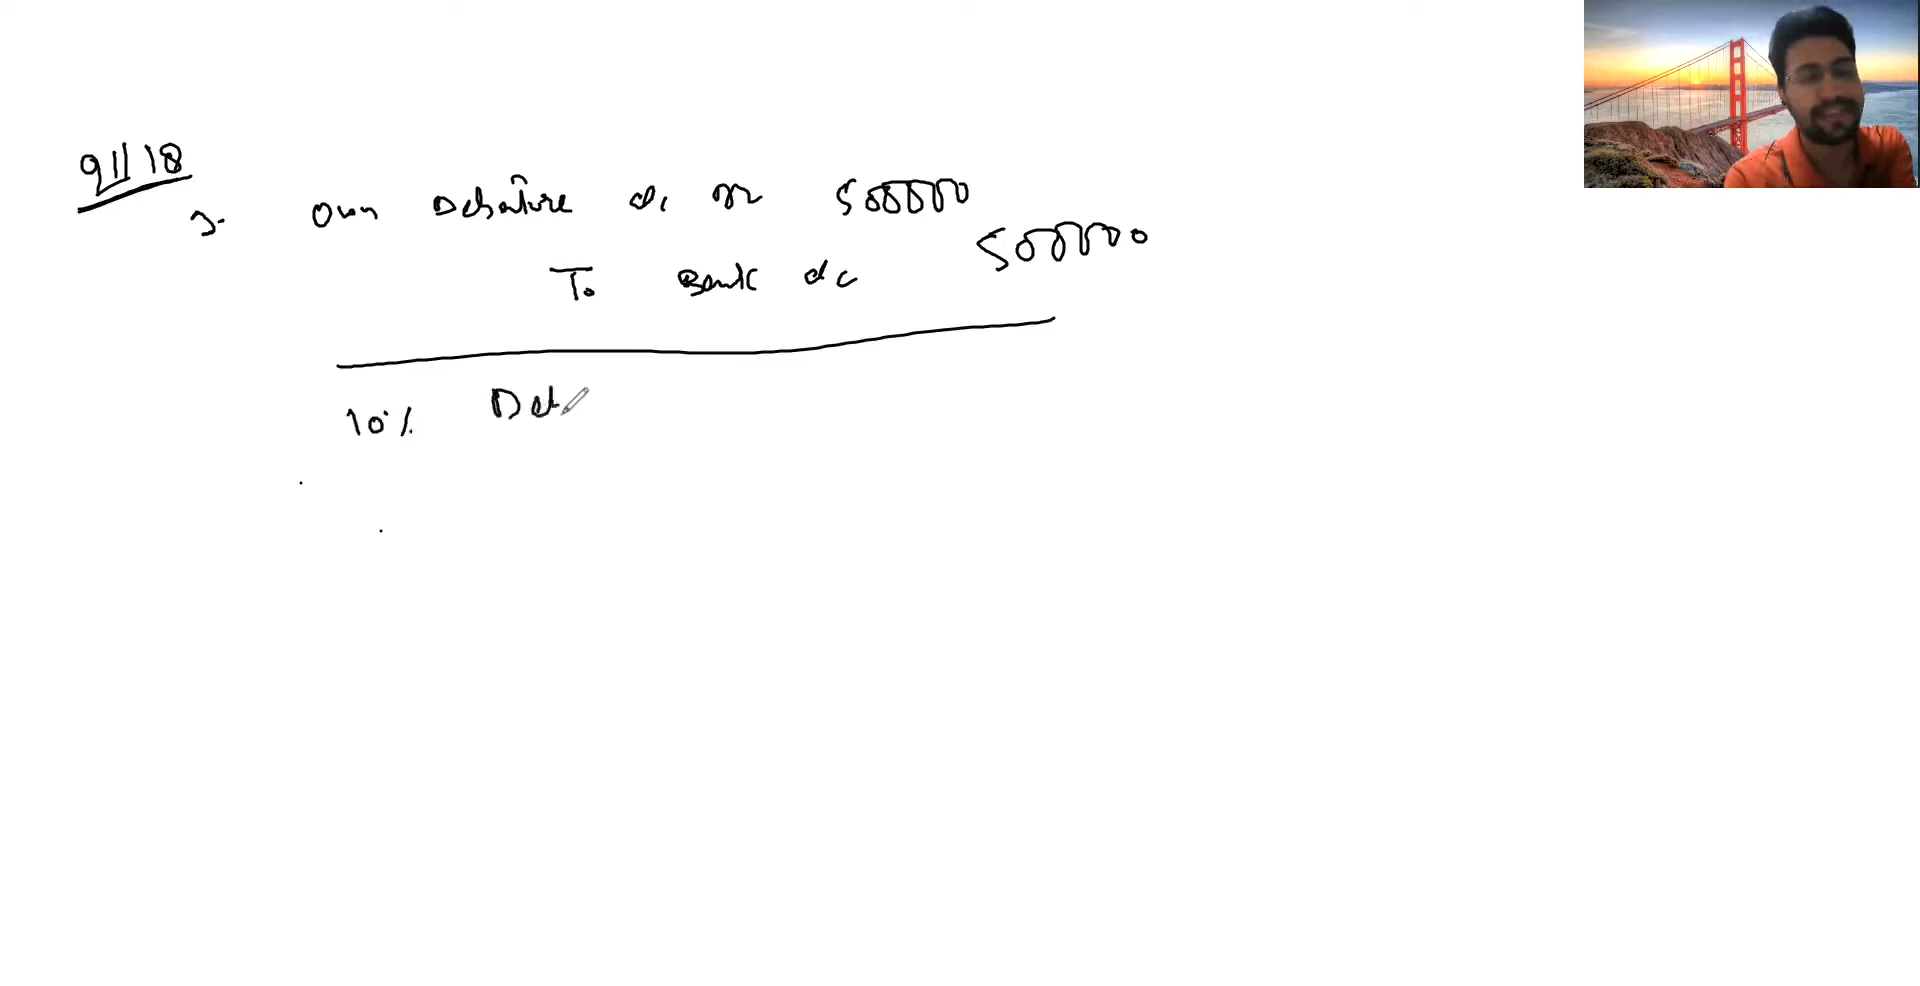 9/1/18
J. Own Debenture A/c Dr 500000
To Bank A/c 500000
10% Deb